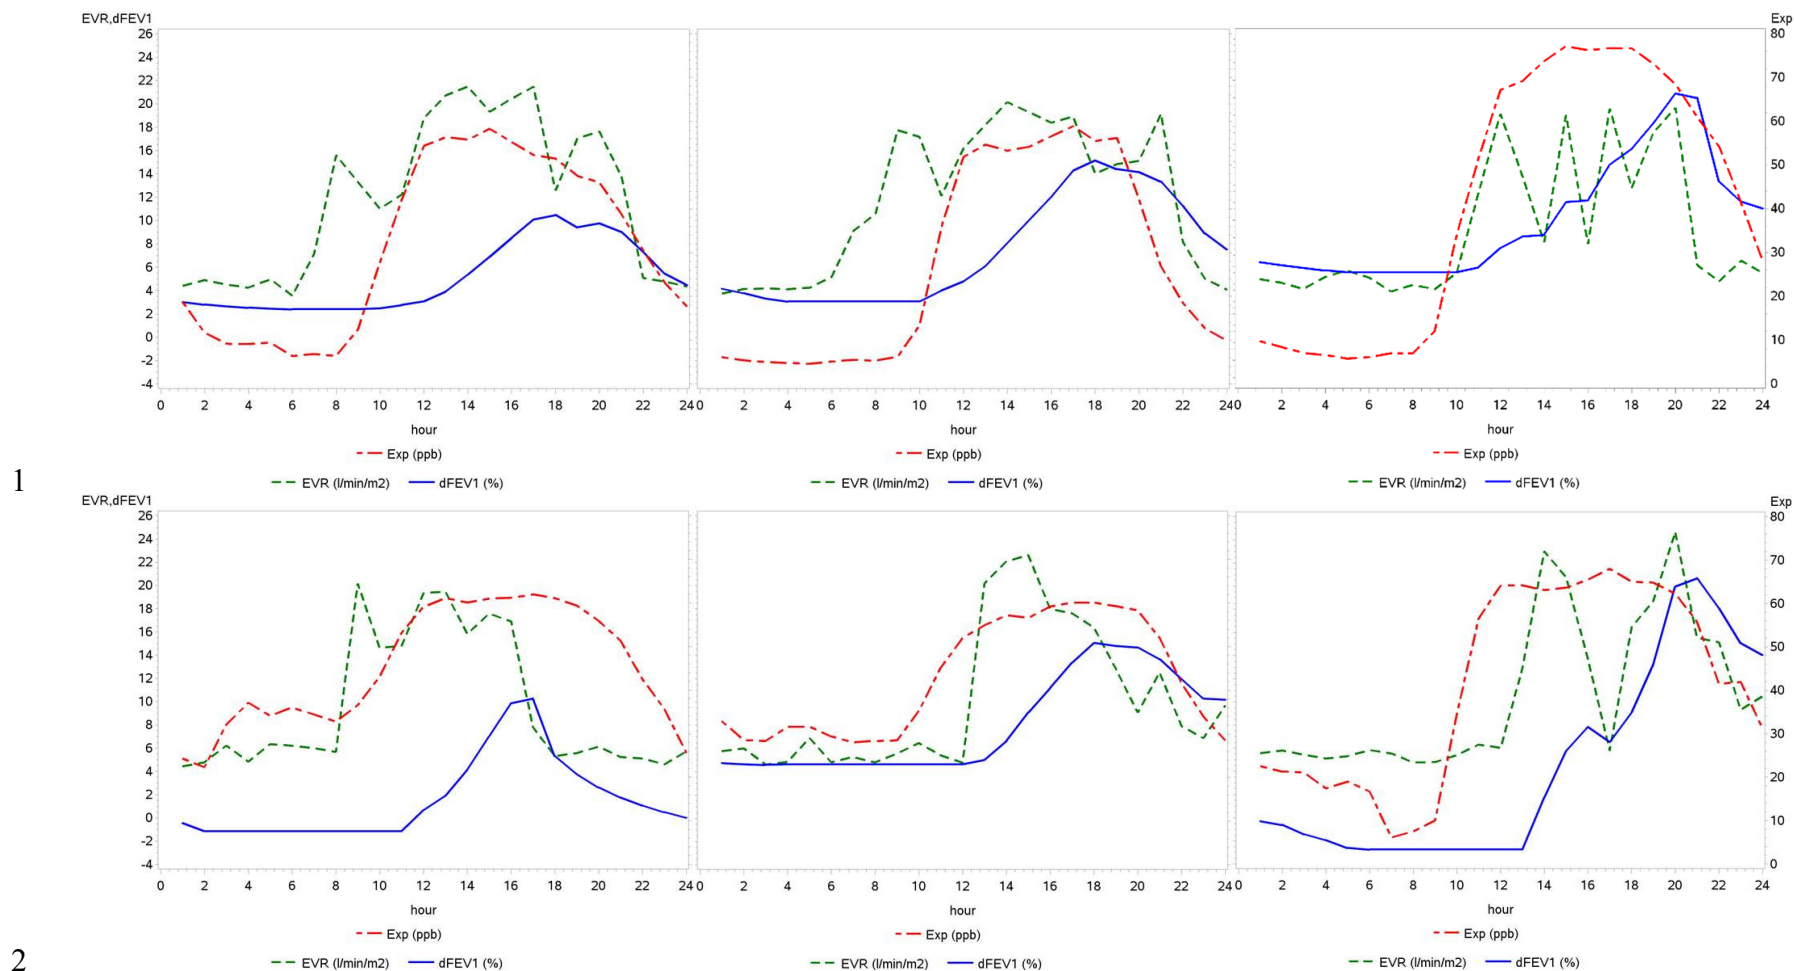 EVR,dFEV1
Exp
26 24 22 20 18 16 14 12 10 8 6 4 2 0 -2 -4
80 70 60 50 40 30 20 10 0
0 2 4 6 8 10 12 14 16 18 20 22 24 0 2 4 6 8 10 12 14 16 18 20 22 24 0 2 4 6 8 10 12 14 16 18 20 22 24
hour hour hour
Exp (ppb) Exp (ppb) Exp (ppb)
1
EVR (l/min/m2) dFEV1 (%) EVR (l/min/m2) dFEV1 (%) EVR (l/min/m2) dFEV1 (%)
EVR,dFEV1
Exp
26 24 22 20 18 16 14 12 10 8 6 4 2 0 -2 -4
80 70 60 50 40 30 20 10 0
0 2 4 6 8 10 12 14 16 18 20 22 24 0 2 4 6 8 10 12 14 16 18 20 22 24 0 2 4 6 8 10 12 14 16 18 20 22 24
hour hour hour
Exp (ppb) Exp (ppb) Exp (ppb)
2
EVR (l/min/m2) dFEV1 (%) EVR (l/min/m2) dFEV1 (%) EVR (l/min/m2) dFEV1 (%)